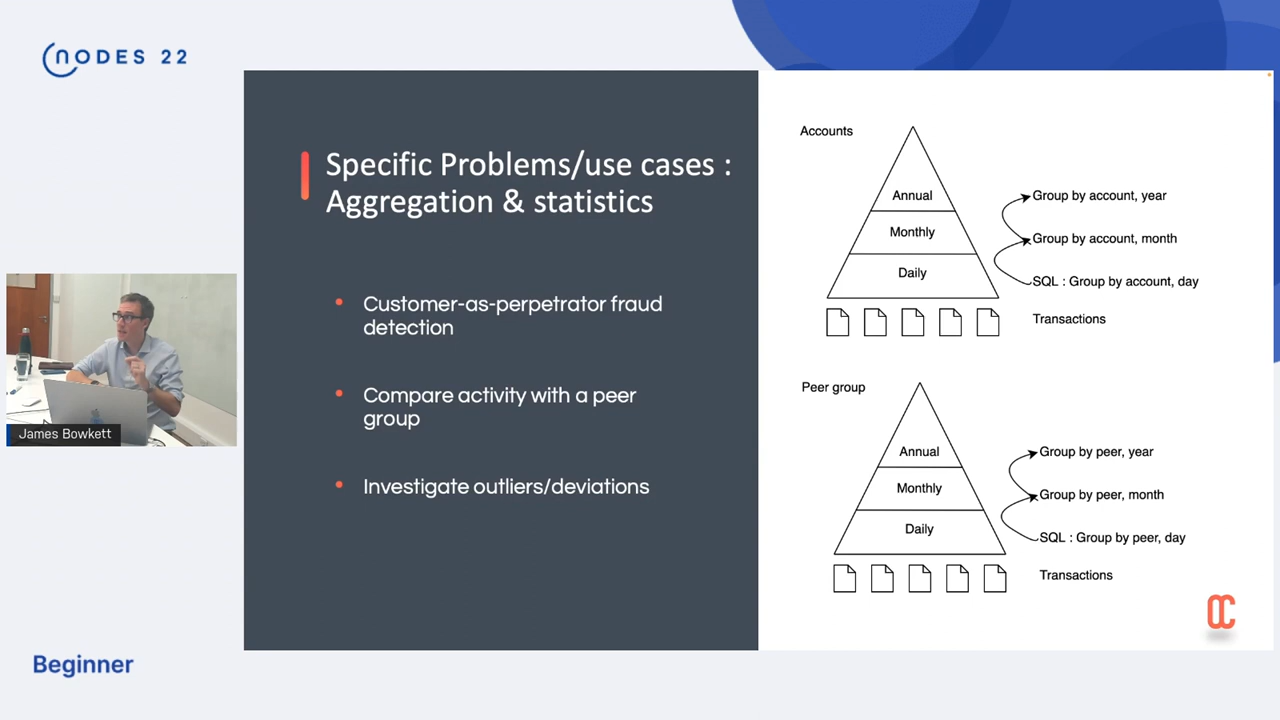 NODES 22
Specific Problems/use cases :
Aggregation & statistics
• Customer-as-perpetrator fraud
detection
• Compare activity with a peer
group
• Investigate outliers/deviations
James Bowkett
Beginner
Accounts
Annual
Monthly
Daily
Group by account, year
Group by account, month
SQL : Group by account, day
Transactions
Peer group
Annual
Monthly
Daily
Group by peer, year
Group by peer, month
SQL : Group by peer, day
Transactions
OC